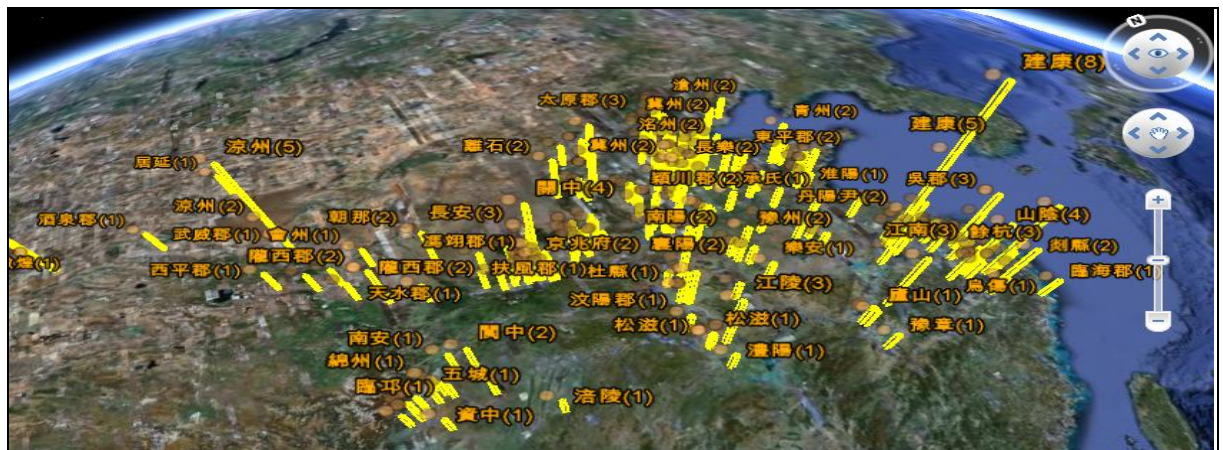 N
建康(8)
滄州(2)
太原郡(3)
冀州(2)
青州(2)
洺州(2)
建康(5)
東平郡(2)
涼州(5)
離石(2)
冀州(2)
長樂(2)
居延(1)
關中(4)
潁川郡(2)
承氏(1)
淮陽(1)
吳郡(3)
丹陽尹(2)
涼州(2)
朝那(2)
長安(3)
南陽(2)
豫州(2)
山陰(4)
酒泉郡(1)
武威郡(1)
會州(1)
馮翊郡(1)
京兆府(2)
襄陽(2)
樂安(1)
江南(3)
餘杭(3)
剡縣(2)
敦煌(1)
西平郡(1)
隴西郡(2)
隴西郡(2)
扶風郡(1)
杜縣(1)
江陵(3)
烏傷(1)
臨海郡(1)
天水郡(1)
汶陽郡(1)
廬山(1)
松滋(1)
松滋(1)
豫章(1)
南安(1)
閬中(2)
澧陽(1)
綿州(1)
五城(1)
臨邛(1)
涪陵(1)
資中(1)